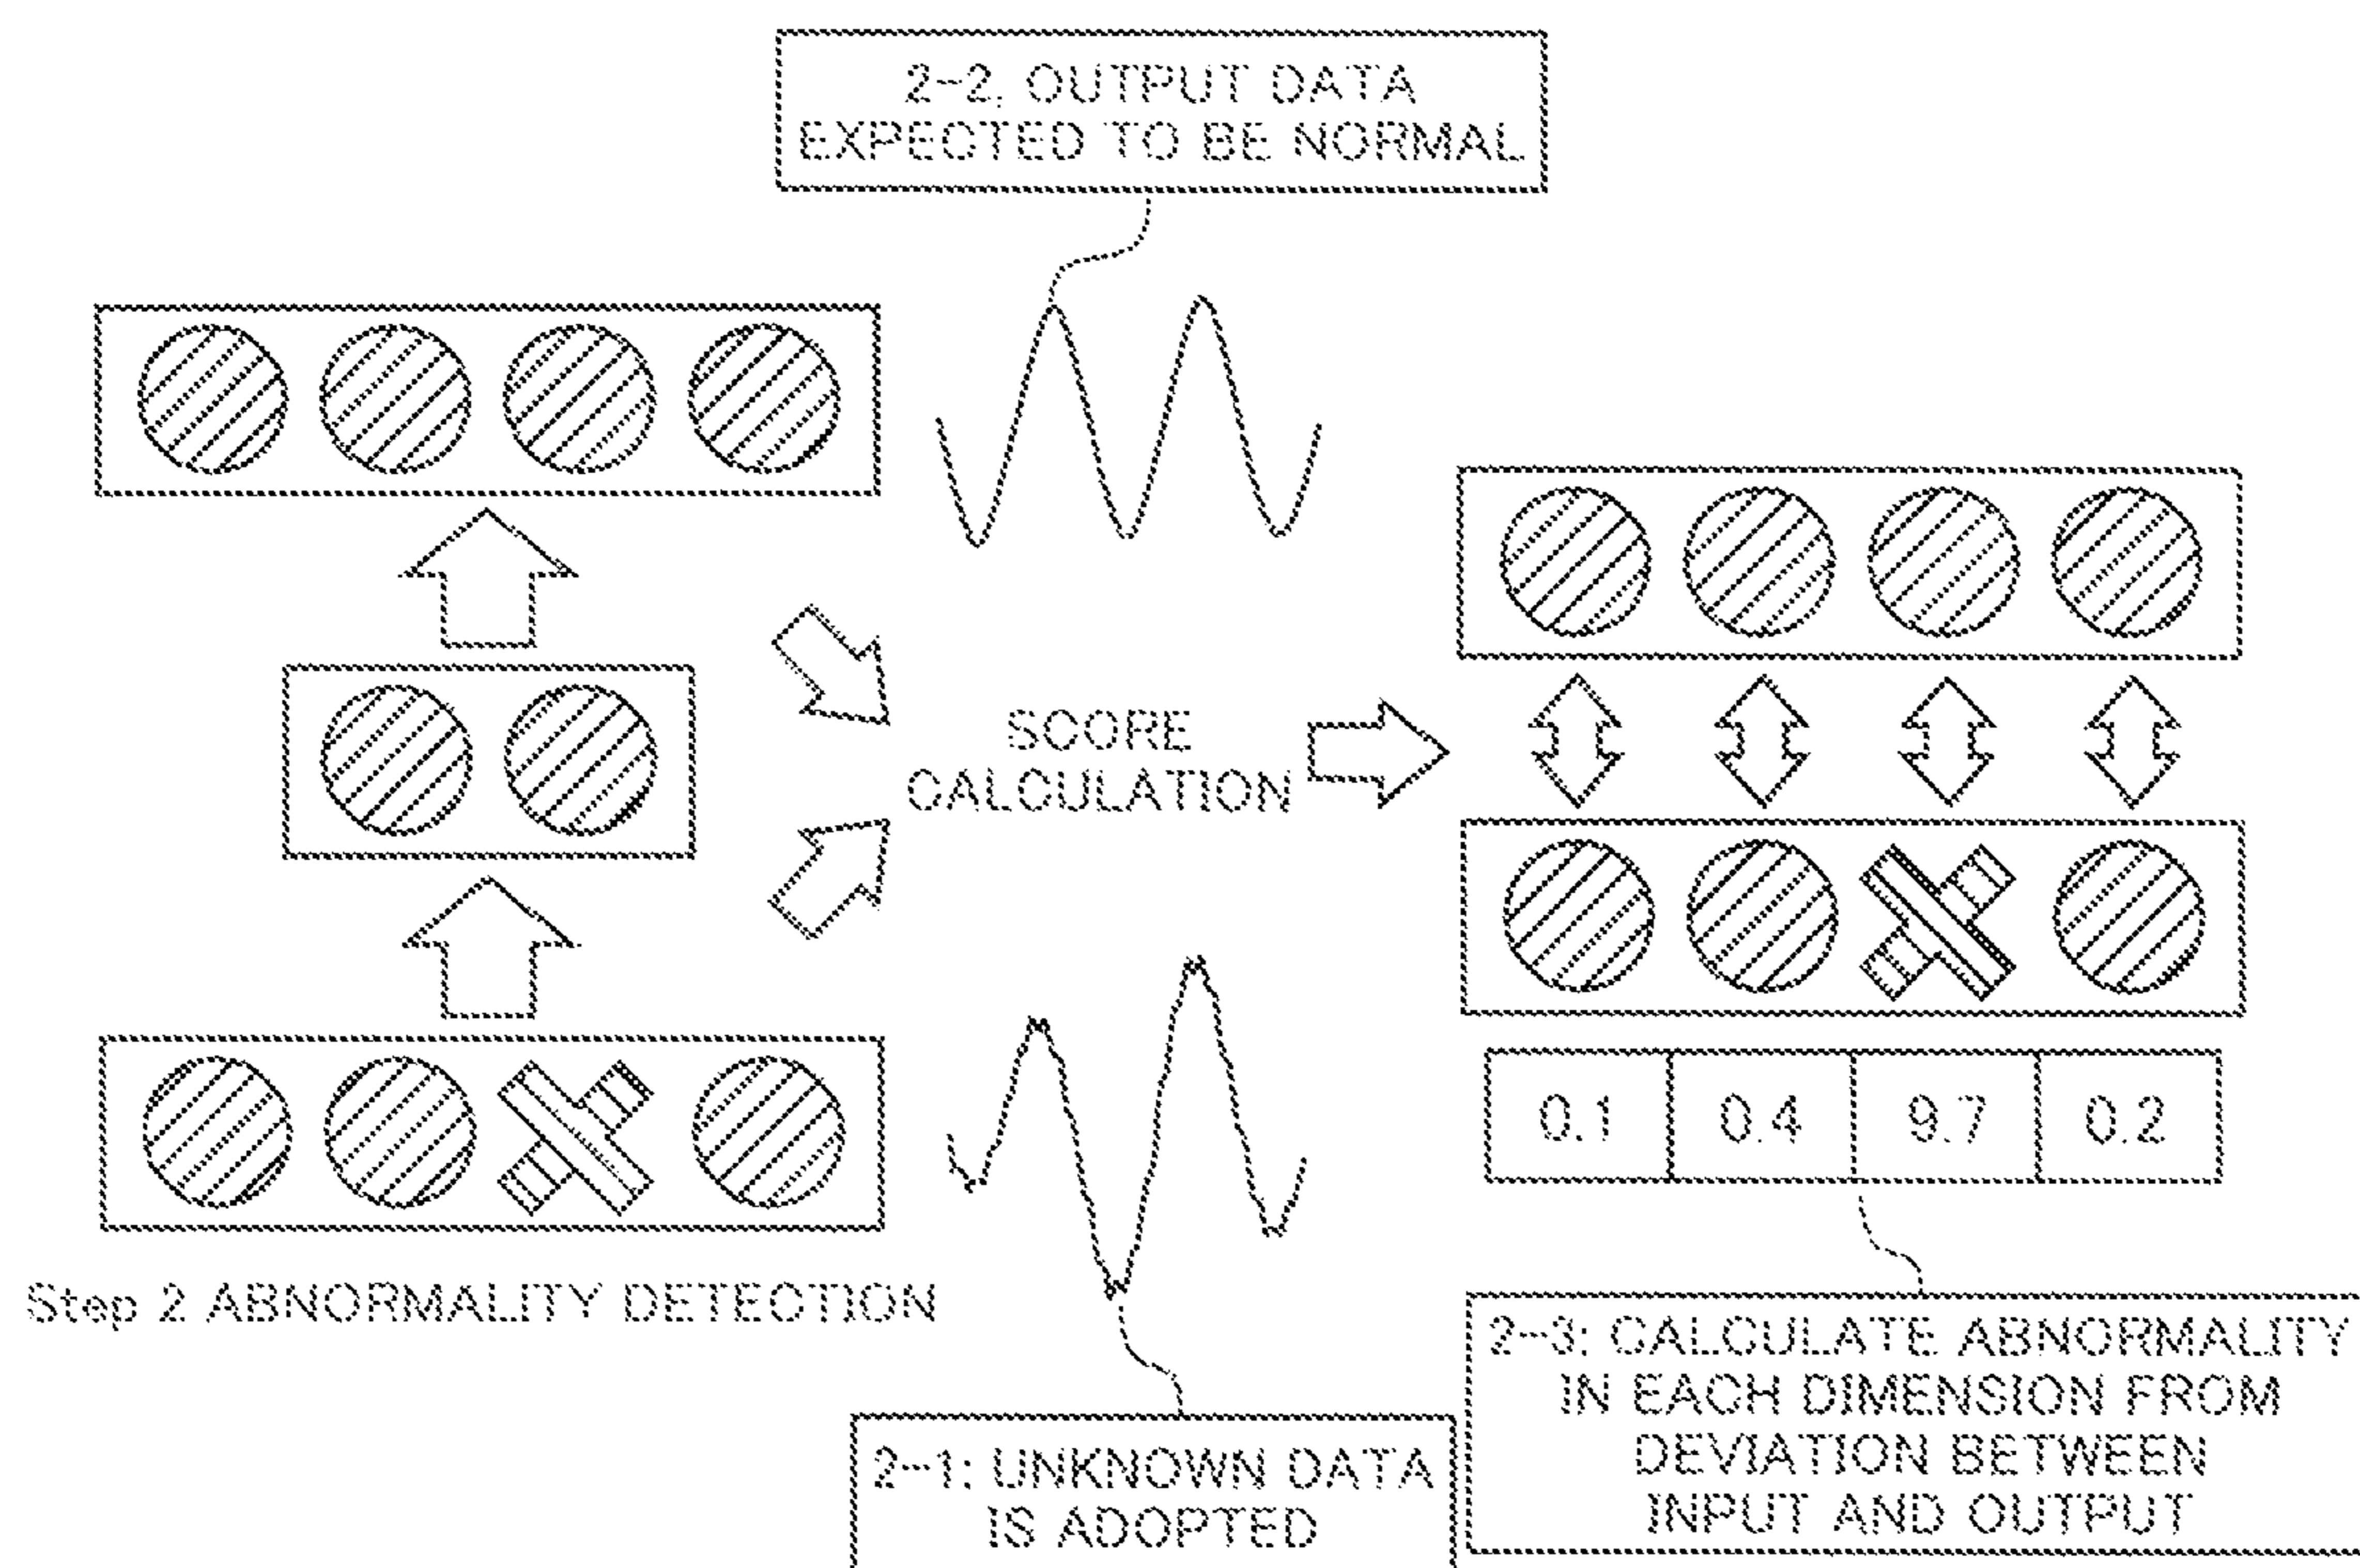 2-2. OUTPUT DATA
EXPECTED TO BE NORMAL
SCORE
CALCULATION
0.1 0.4 9.7 0.2
Step 2 ABNORMALITY DETECTION
2-1: UNKNOWN DATA
IS ADOPTED
2-3: CALCULATE ABNORMALITY
IN EACH DIMENSION FROM
DEVIATION BETWEEN
INPUT AND OUTPUT